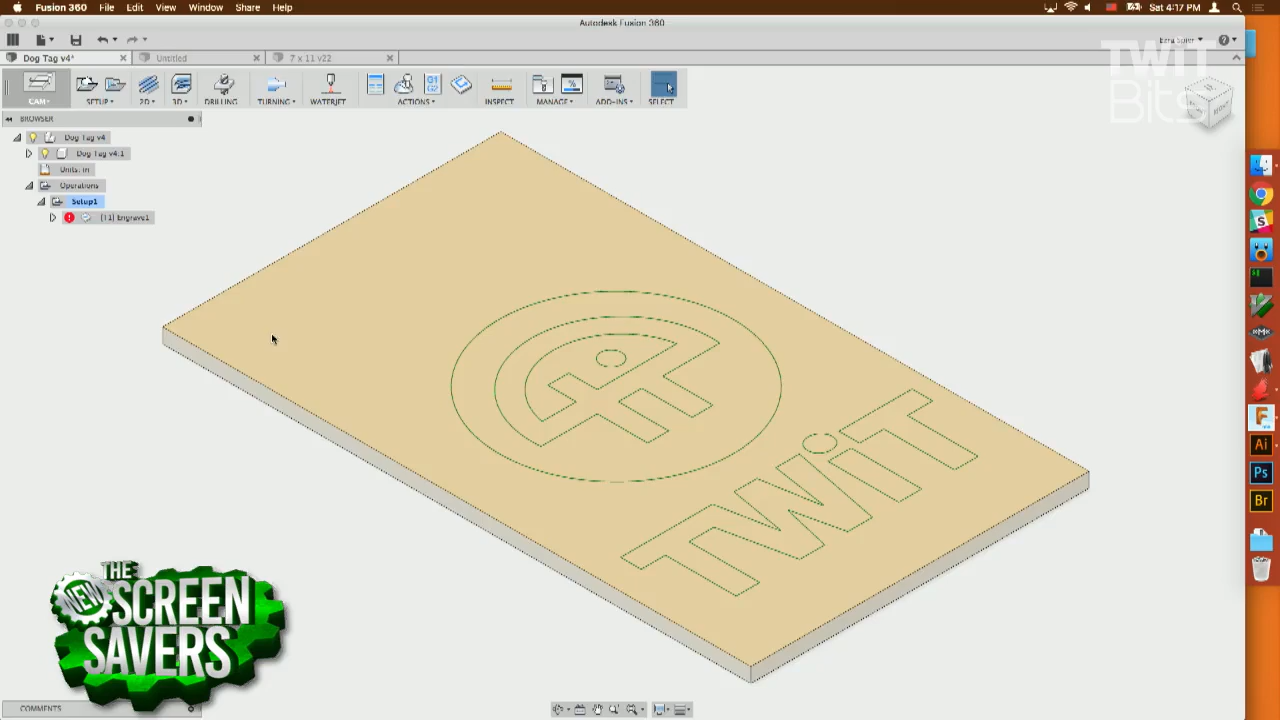 Fusion 360 File Edit View Window Share Help
Sat 4:17 PM
Autodesk Fusion 360
Dog Tag v4*
Untitled
7 x 11 v22
TWiT
Bits
CAM
SETUP
2D
3D
DRILLING
TURNING
WATERJET
ACTIONS
INSPECT
MANAGE
ADD-INS
SELECT
BROWSER
Dog Tag v4
Dog Tag v4:1
Units: in
Operations
Setup1
[T1] Engrave1
TWiT
S
F
Ai
Ps
Br
THE
NEW
SCREEN
SAVERS
COMMENTS